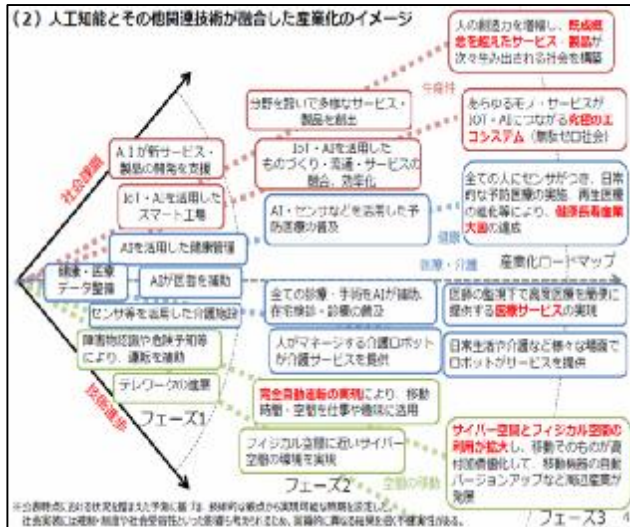 (2)人工知能とその他関連技術が融合した産業化のイメージ
人の創造力を増幅し、既成概
念を超えたサービス・製品が
次々生み出される社会を構築
生産性
分野を跨いで多様なサービス・
製品を創出
あらゆるモノ・サービスが
IOT・AIにつながる究極のエ
コシステム(無駄ゼロ社会)
社会課題
AIが新サービス・
製品の開発を支援
IoT・AIを活用した
ものづくり・流通・サービスの
融合、効率化
IoT・AIを活用した
スマート工場
全ての人にセンサがつき、日常
的な予防医療の実施、再生医療
の進化等により、健康長寿産業
大国の達成
AI・センサなどを活用した予
防医療の普及
AIを活用した健康管理
健康
健康・医療
データ整備
AIが医者を補助
医療・介護
産業化ロードマップ
センサ等を活用した介護施設
全ての診療・手術をAIが補助、
在宅検診・診療の普及
医師の監視下で高度医療を簡便に
提供する医療サービスの実現
障害物認識や危険予知等
により、運転を補助
人がマネージする介護ロボット
が介護サービスを提供
日常生活や介護など様々な場面で
ロボットがサービスを提供
テレワークの進展
技術進歩
フェーズ1
完全自動運転の実現により、移動
時間・空間を仕事や趣味に活用
フィジカル空間に近いサイバー
空間の環境を実現
サイバー空間とフィジカル空間の
利用が拡大し、移動そのものが高
付加価値化して、移動機器の自動
バージョンアップなど周辺産業が
発展
空間の移動
フェーズ2
フェーズ3